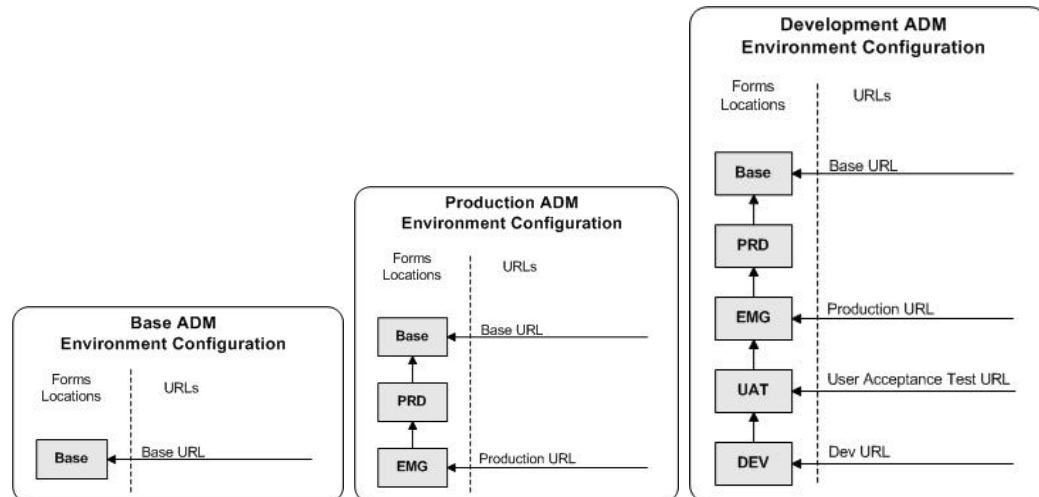 Base ADM
Environment Configuration
Forms
Locations
URLs
Base
Base URL
Production ADM
Environment Configuration
Forms
Locations
URLs
Base
Base URL
PRD
EMG
Production URL
Development ADM
Environment Configuration
Forms
Locations
URLs
Base
Base URL
PRD
EMG
Production URL
UAT
User Acceptance Test URL
DEV
Dev URL